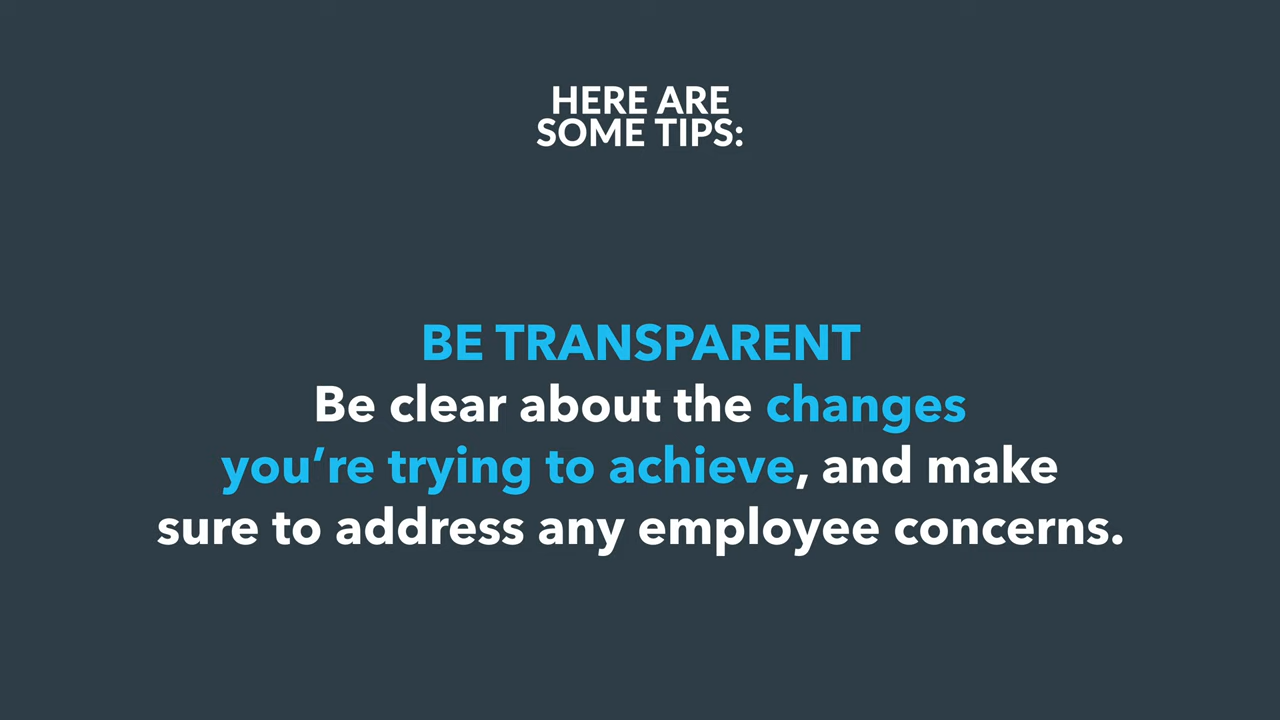 HERE ARE
SOME TIPS:
BE TRANSPARENT
Be clear about the changes
you’re trying to achieve, and make
sure to address any employee concerns.